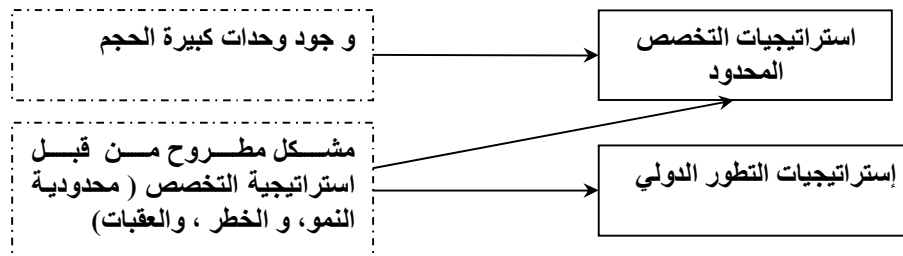 و جود وحدات كبيرة الحجم
استراتيجيات التخصص
المحدود
مشكل مطروح من قبل
استراتيجية التخصص ( محدودية
النمو، و الخطر ، والعقبات)
إستراتيجيات التطور الدولي